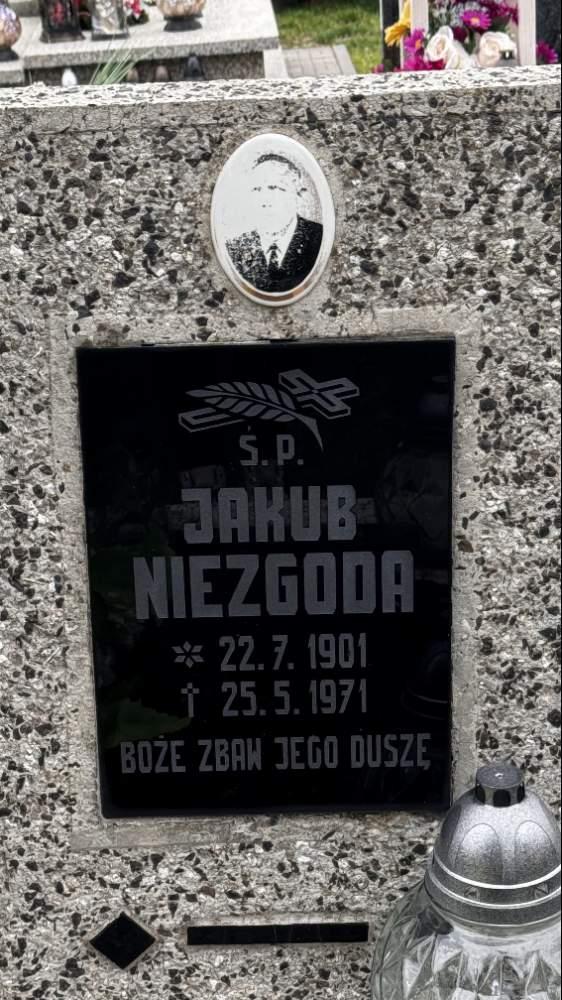 Ś. P.
JAKUB
NIEZGODA
* 22. 7. 1901
† 25. 5. 1971
BOŻE ZBAW JEGO DUSZĘ